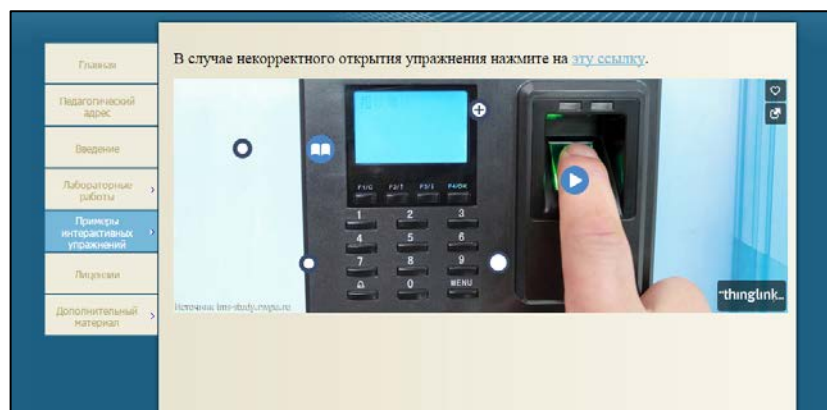 Главная
Педагогический
адрес
Введение
Лабораторные
работы
Примеры
интерактивных
упражнений
Лицензии
Дополнительный
материал
В случае некорректного открытия упражнения нажмите на эту ссылку.
F1/C F2/↑ F3/↓ F4/OK
1 2 3
4 5 6
7 8 9
0 MENU
thinglink..